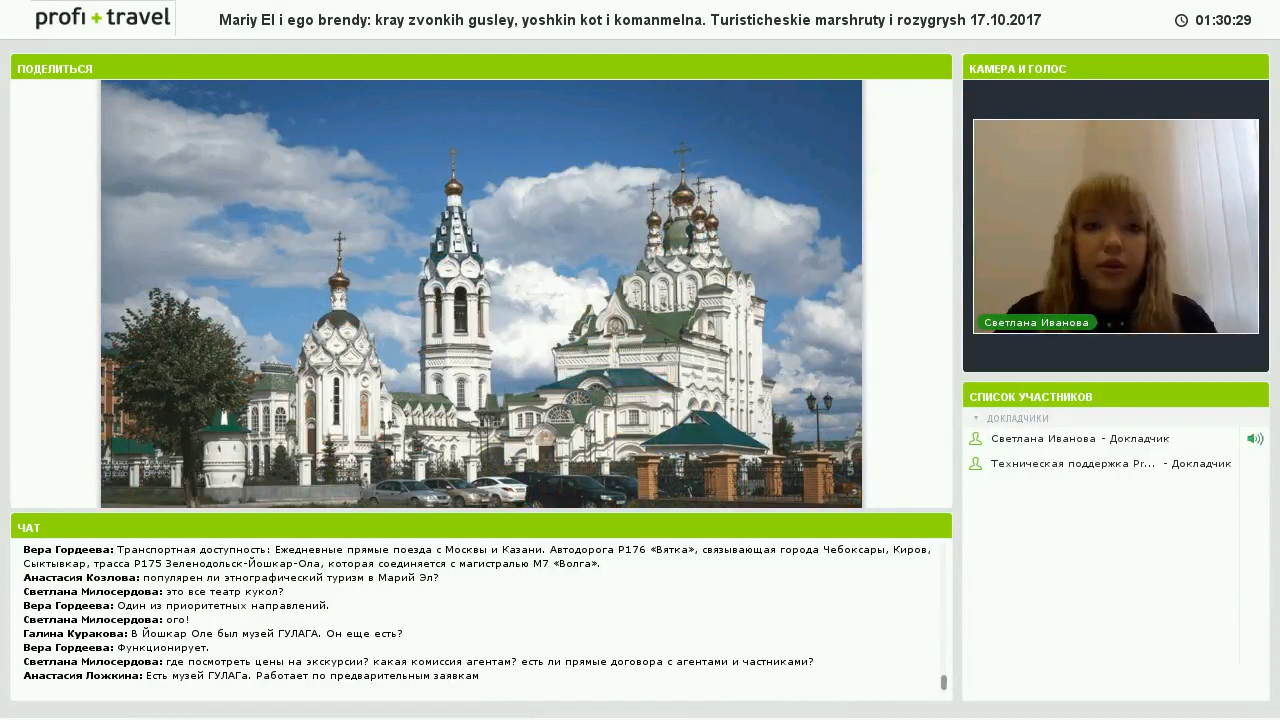 profi + travel
Mariy El i ego brendy: kray zvonkih gusley, yoshkin kot i komanmelna. Turisticheskie marshruty i rozygrysh 17.10.2017
01:30:29
ПОДЕЛИТЬСЯ
КАМЕРА И ГОЛОС
Светлана Иванова
СПИСОК УЧАСТНИКОВ
ДОКЛАДЧИКИ
Светлана Иванова - Докладчик
Техническая поддержка Pr... - Докладчик
ЧАТ
Вера Гордеева: Транспортная доступность: Ежедневные прямые поезда с Москвы и Казани. Автодорога Р176 «Вятка», связывающая города Чебоксары, Киров,
Сыктывкар, трасса Р175 Зеленодольск-Йошкар-Ола, которая соединяется с магистралью М7 «Волга».
Анастасия Козлова: популярен ли этнографический туризм в Марий Эл?
Светлана Милосердова: это все театр кукол?
Вера Гордеева: Один из приоритетных направлений.
Светлана Милосердова: ого!
Галина Куракова: В Йошкар Оле был музей ГУЛАГА. Он еще есть?
Вера Гордеева: Функционирует.
Светлана Милосердова: где посмотреть цены на экскурсии? какая комиссия агентам? есть ли прямые договора с агентами и частниками?
Анастасия Ложкина: Есть музей ГУЛАГа. Работает по предварительным заявкам